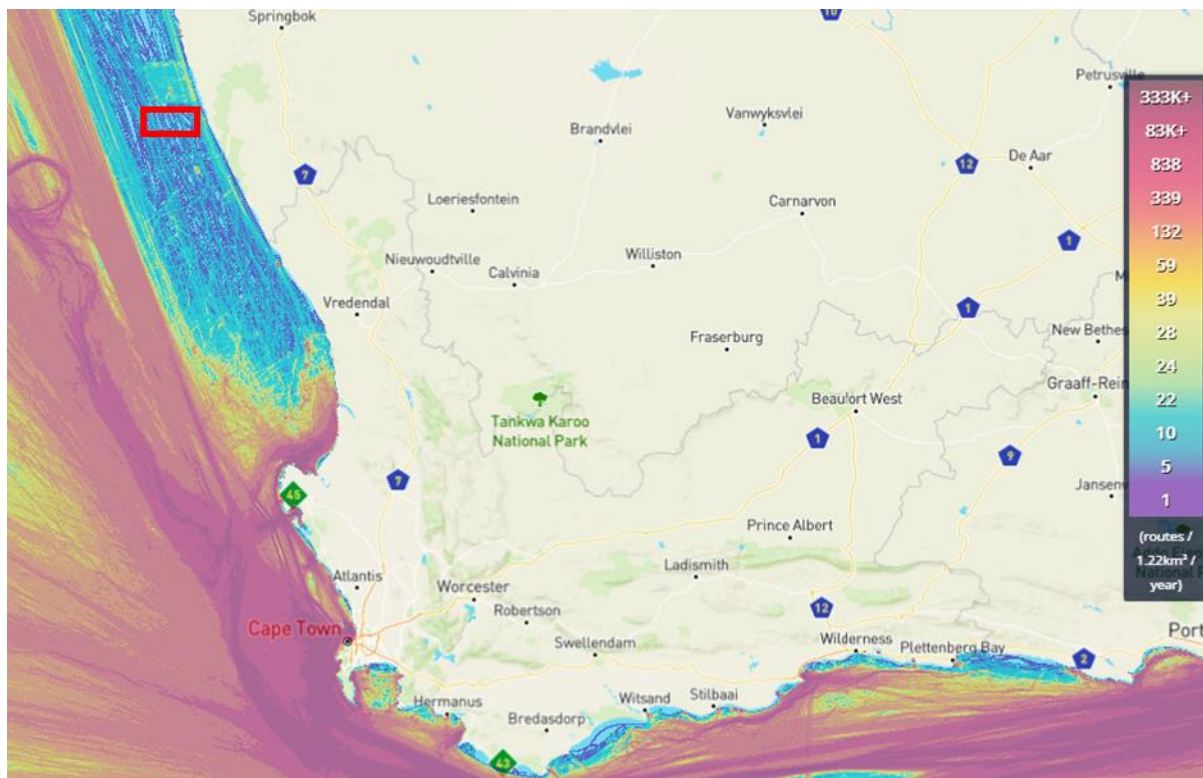 Springbok
10
Petrusville
333K+
83K+
838
339
132
59
39
28
24
22
10
5
1
(routes /
1.22km² /
year)
Brandvlei
Vanwyksvlei
12
De Aar
7
Loeriesfontein
Carnarvon
1
Nieuwoudtville
Calvinia
Williston
Vredendal
1
Fraserburg
New Bethes
Graaff-Rein
Beaufort West
Tankwa Karoo
National Park
1
9
7
45
Jansenv
Prince Albert
Atlantis
Worcester
Ladismith
Robertson
12
Cape Town
Swellendam
Wilderness
Plettenberg Bay
Port
2
Hermanus
Witsand
Stilbaai
Bredasdorp
43